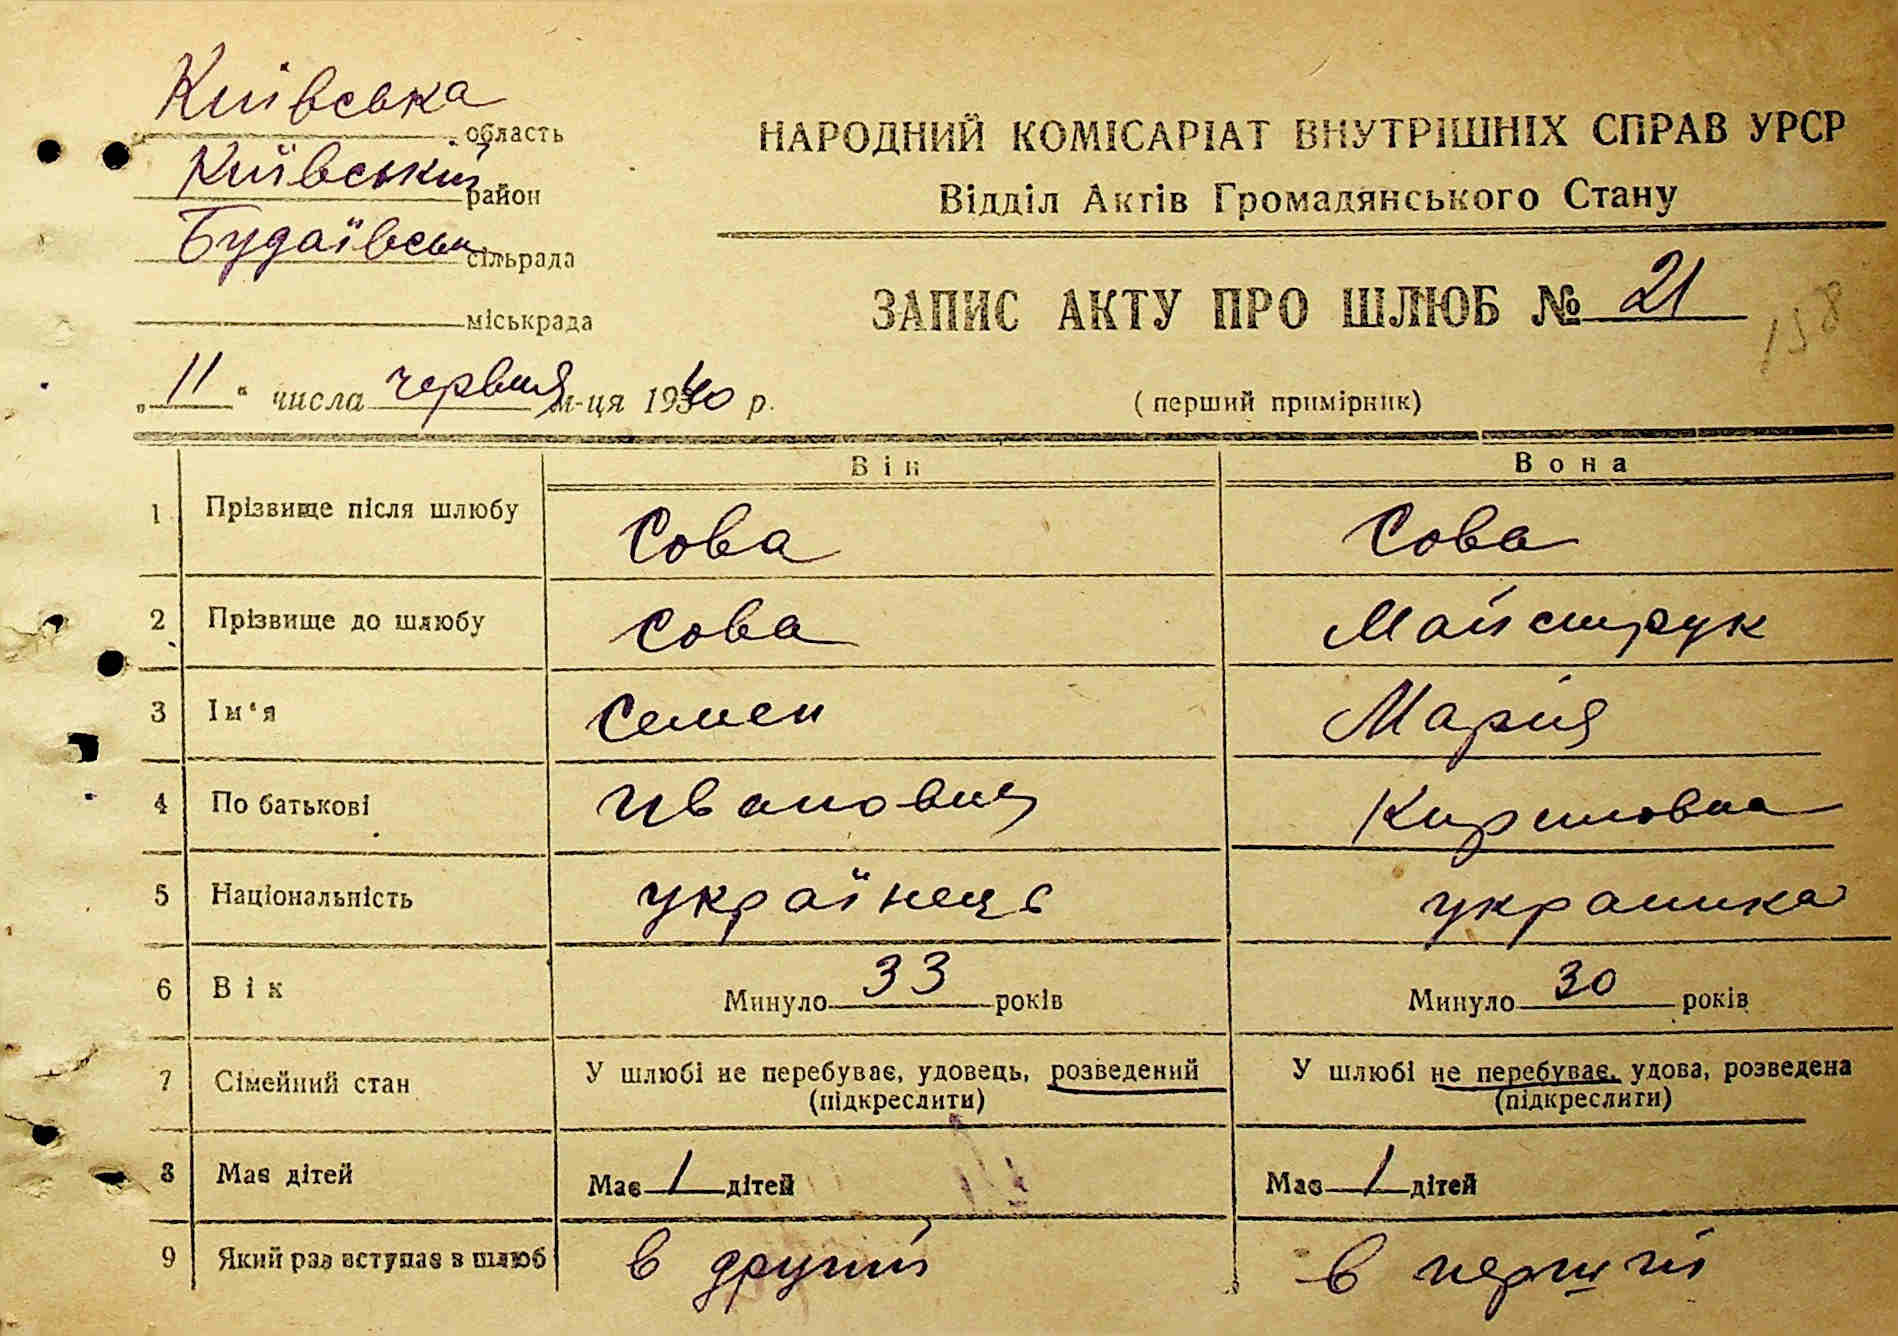 Київська область
Київський район
Будаївська сільрада
міськрада
„11“ числа червня м-ця 1940 р.
НАРОДНИЙ КОМІСАРІАТ ВНУТРІШНІХ СПРАВ УРСР
Відділ Актів Громадянського Стану
ЗАПИС АКТУ ПРО ШЛЮБ № 21
158
(перший примірник)
Він Вона
1 Прізвище після шлюбу Сова Сова
2 Прізвище до шлюбу Сова Майструк
3 Ім'я Семен Марія
4 По батькові Иванович Кириловна
5 Національність українець украинка
6 Вік Минуло 33 років Минуло 30 років
7 Сімейний стан У шлюбі не перебуває, удовець, розведений У шлюбі не перебуває, удова, розведена
(підкреслити) (підкреслити)
8 Має дітей Має 1 дітей Має 1 дітей
9 Який раз вступає в шлюб в другий в перший